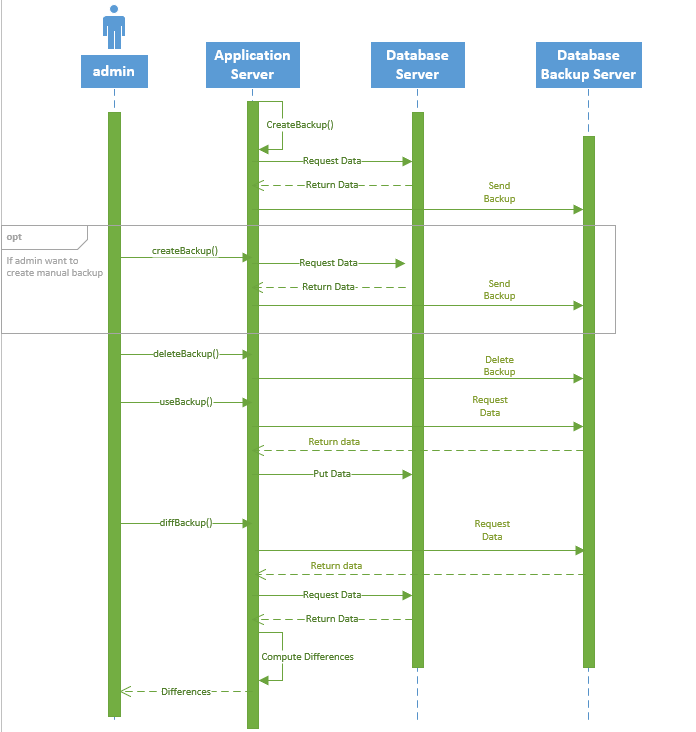 admin
Application
Server
Database
Server
Database
Backup Server
CreateBackup()
Request Data
Return Data
Send
Backup
opt
If admin want to
create manual backup
createBackup()
Request Data
Return Data
Send
Backup
deleteBackup()
Delete
Backup
useBackup()
Request
Data
Return data
Put Data
diffBackup()
Request
Data
Return data
Request Data
Return Data
Compute Differences
Differences